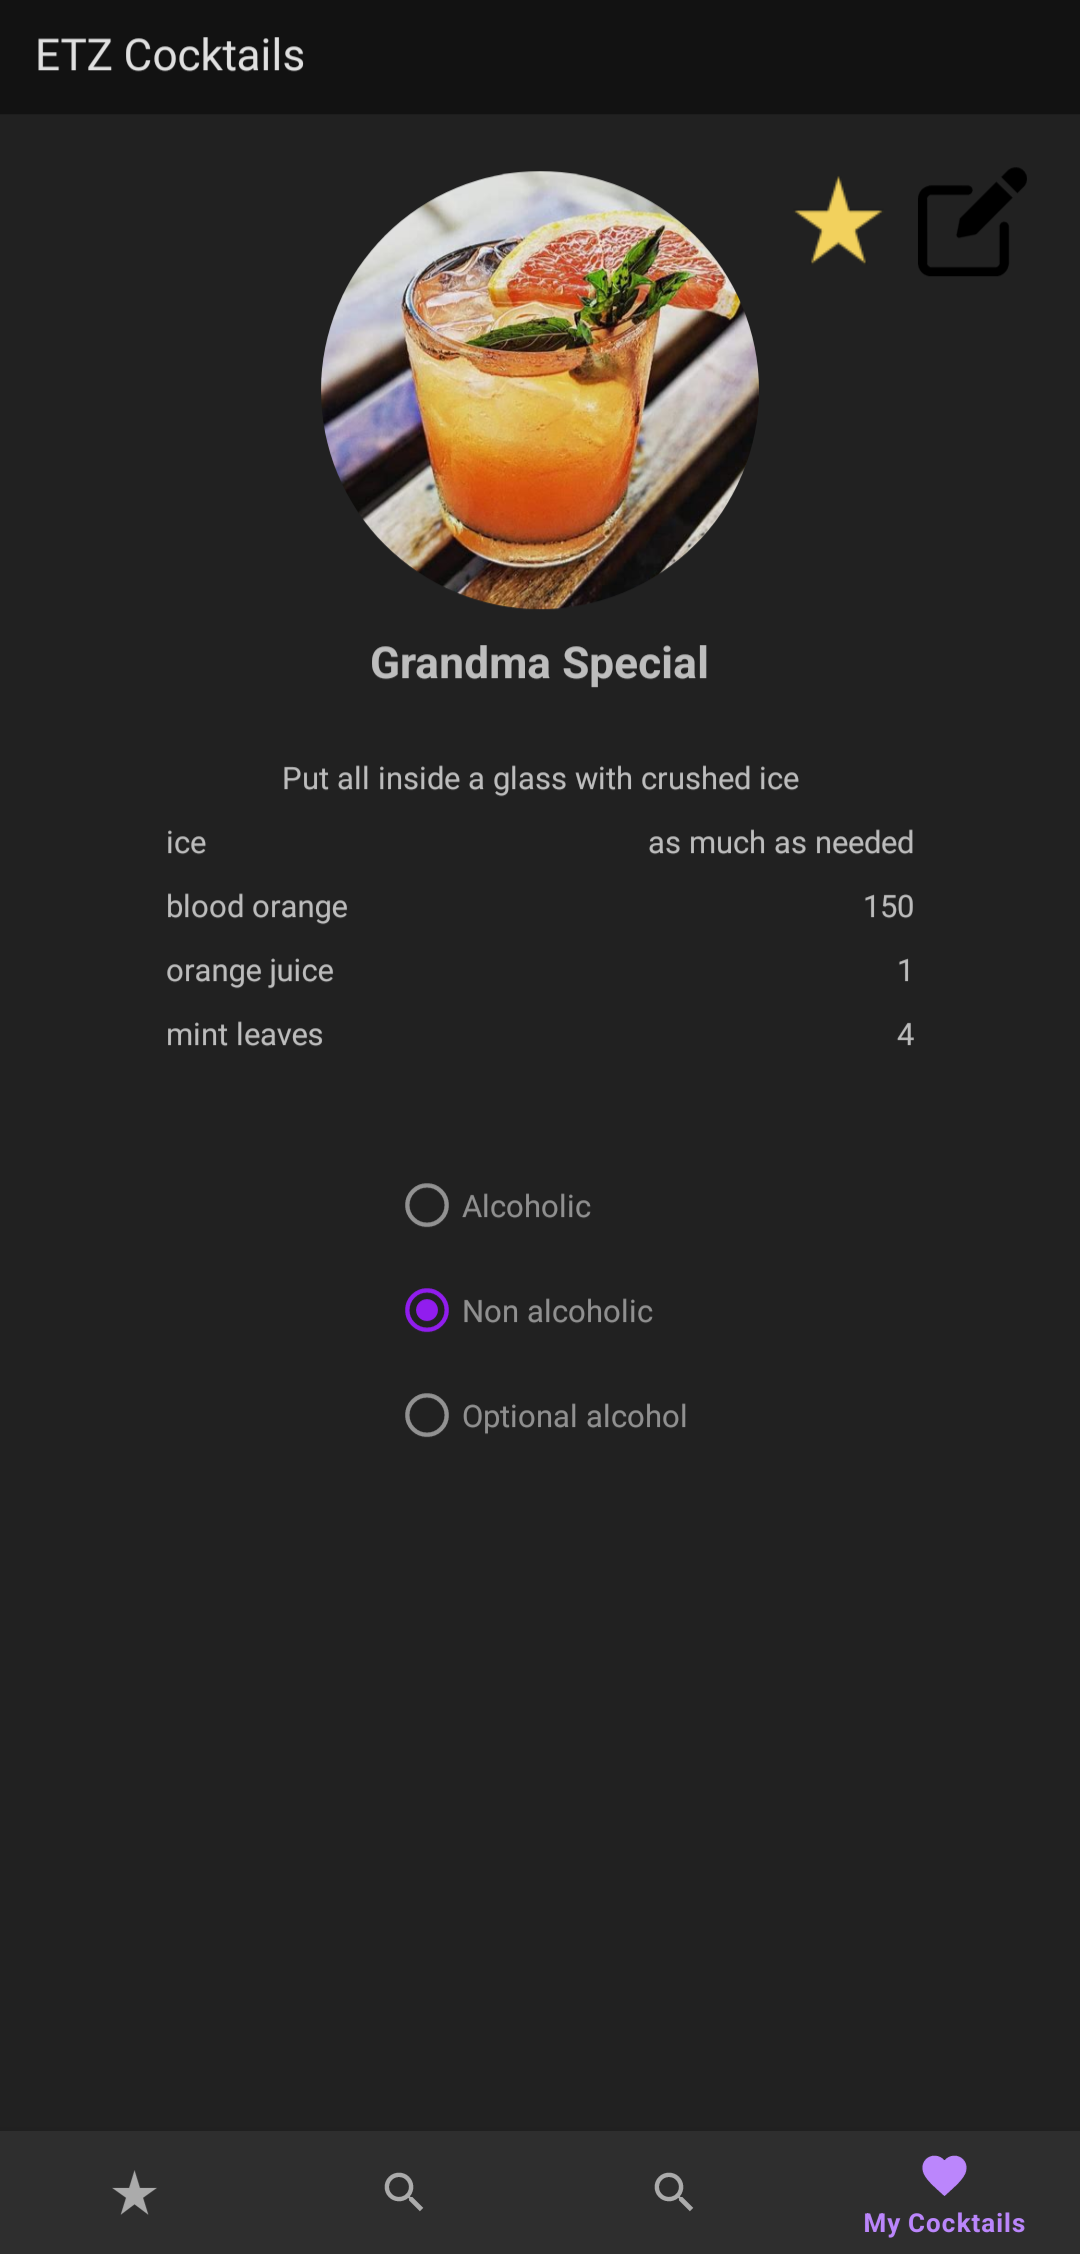 ETZ Cocktails
Grandma Special
Put all inside a glass with crushed ice
ice as much as needed
blood orange 150
orange juice 1
mint leaves 4
Alcoholic
Non alcoholic
Optional alcohol
My Cocktails